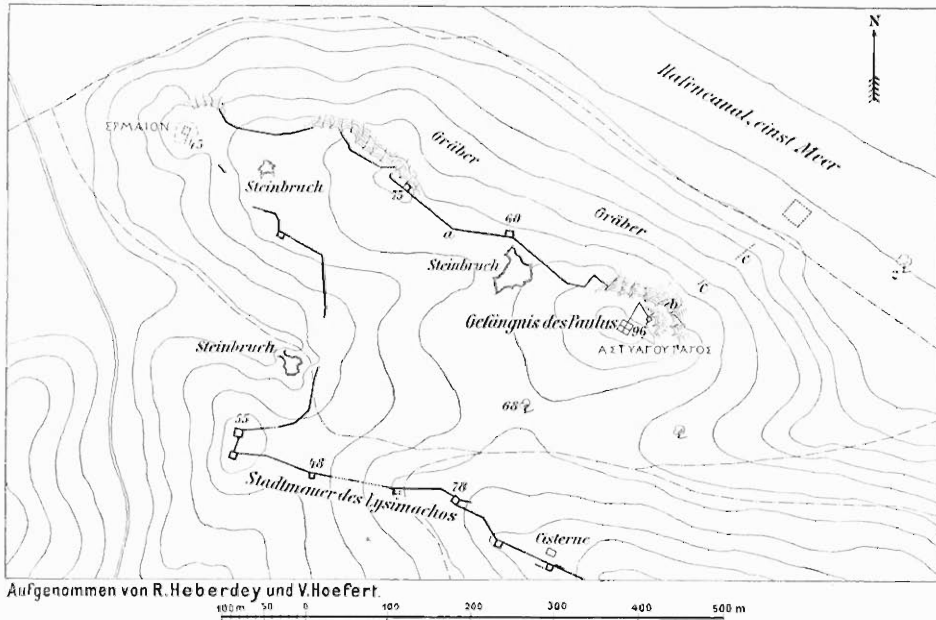 N
Hafencanal, einst Meer
ΕΡΜΑΙΟΝ
45
Gräber
Steinbruch
75
Gräber
a
60
c
Steinbruch
c
b
Gefängnis des Paulus
96
ΑΣΤΥΑΓΟΥ ΠΑΓΟΣ
Steinbruch
68
55
48
Stadtmauer des Lysimachos
78
Cisterne
Aufgenommen von R.Heberdey und V.Hoefert.
100 m 50 0 100 200 300 400 500 m